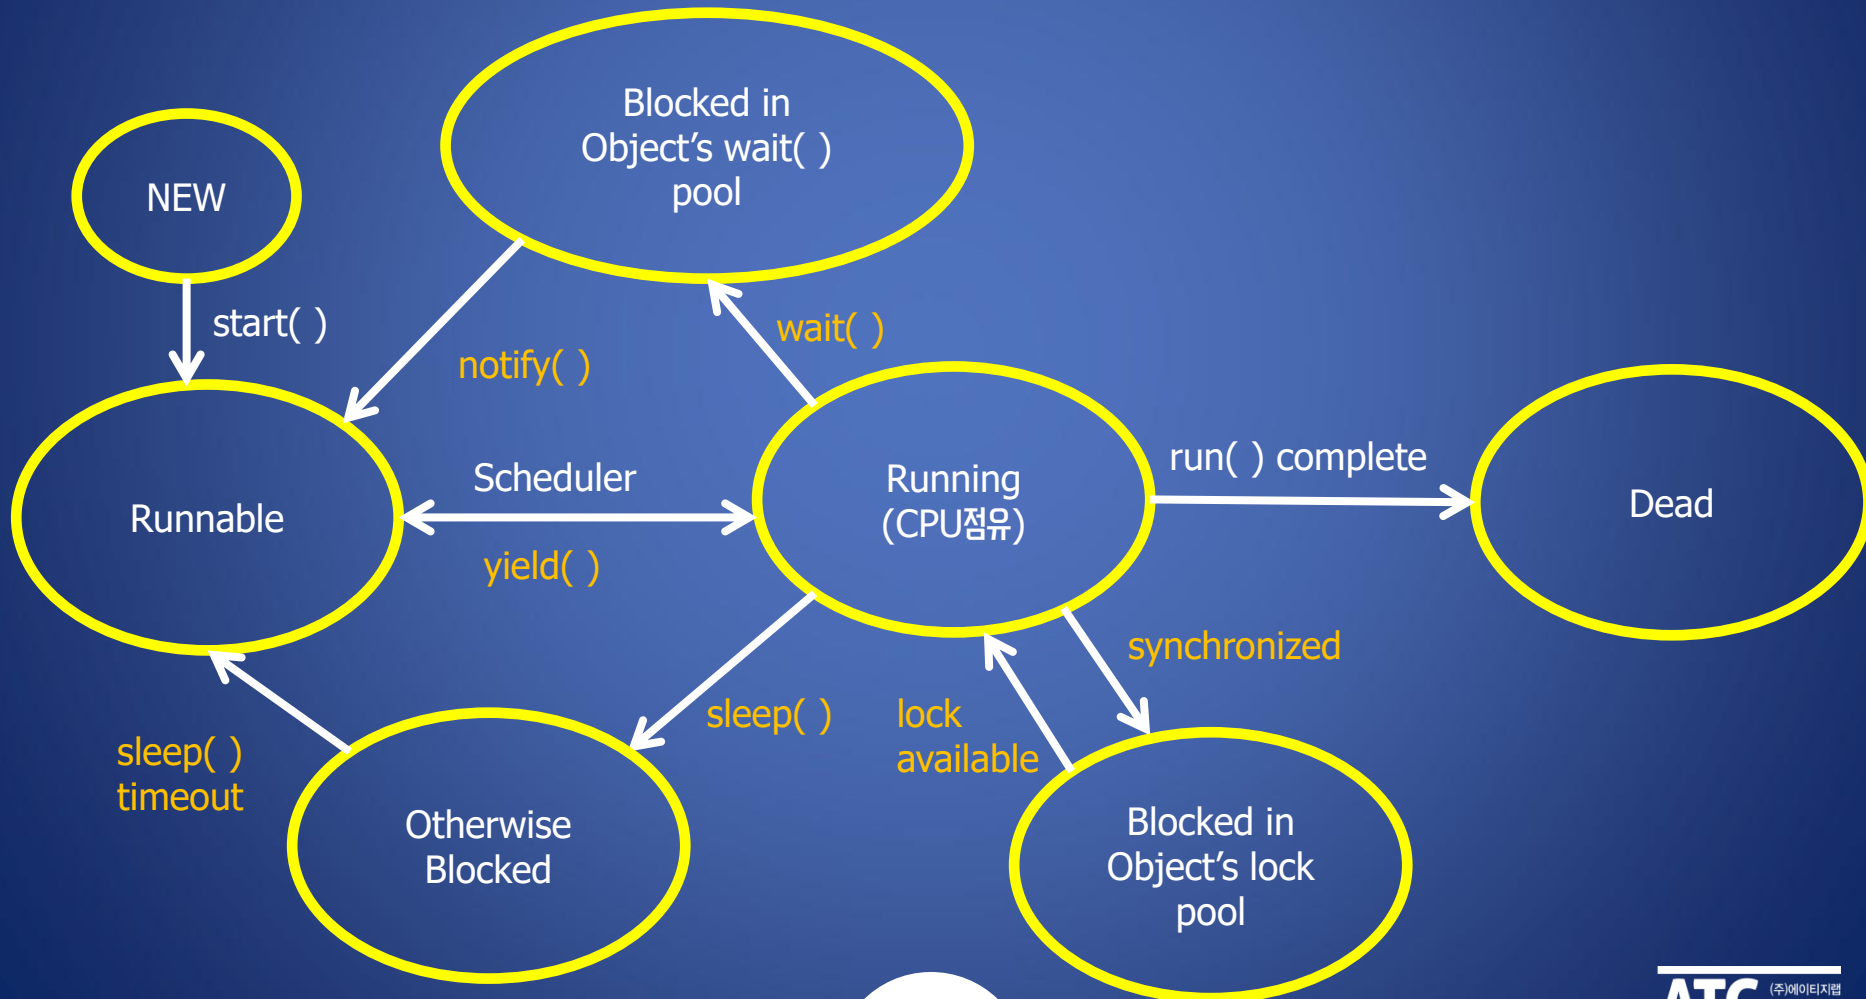 Blocked in
Object’s wait( )
pool
NEW
start( )
notify( )
wait( )
Scheduler
yield( )
Runnable
Running
(CPU점유)
run( ) complete
Dead
synchronized
sleep( )
lock
available
sleep( )
timeout
Otherwise
Blocked
Blocked in
Object’s lock
pool
ATG (주)에이티지랩